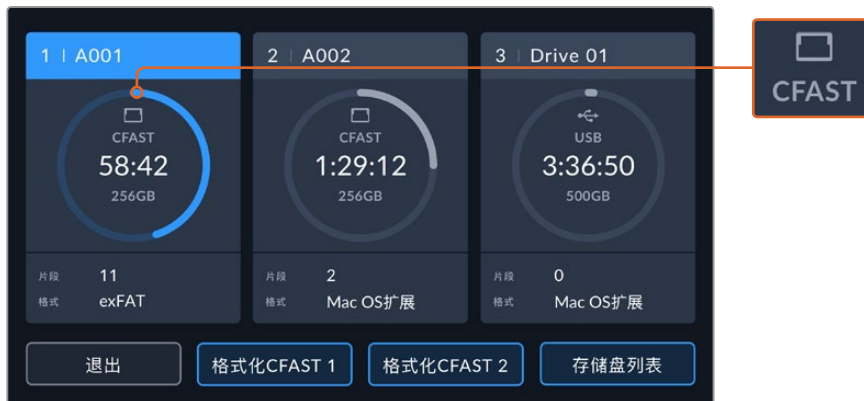 1 | A001
CFAST
58:42
256GB
片段 11
格式 exFAT
2 | A002
CFAST
1:29:12
256GB
片段 2
格式 Mac OS扩展
3 | Drive 01
USB
3:36:50
500GB
片段 0
格式 Mac OS扩展
退出
格式化CFAST 1
格式化CFAST 2
存储盘列表
CFAST